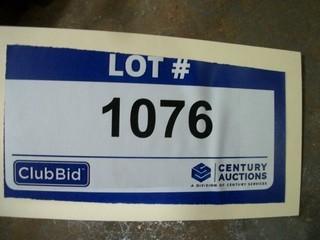 LOT #
1076
ClubBid
CENTURY
AUCTIONS
A DIVISION OF CENTURY SERVICES